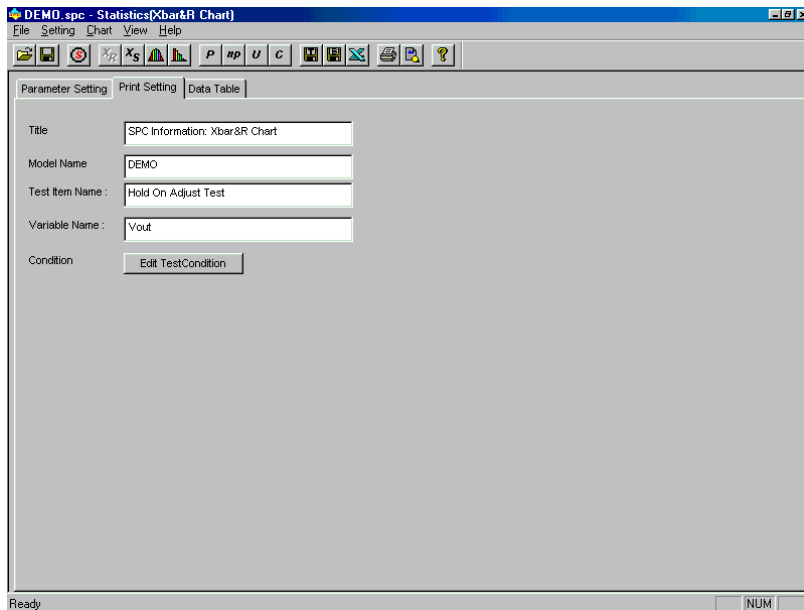 DEMO.spc - Statistics(Xbar&R Chart)
File Setting Chart View Help
XR XS P np U C ?
Parameter Setting Print Setting Data Table
Title SPC Information: Xbar&R Chart
Model Name DEMO
Test Item Name : Hold On Adjust Test
Variable Name : Vout
Condition Edit TestCondition
Ready NUM